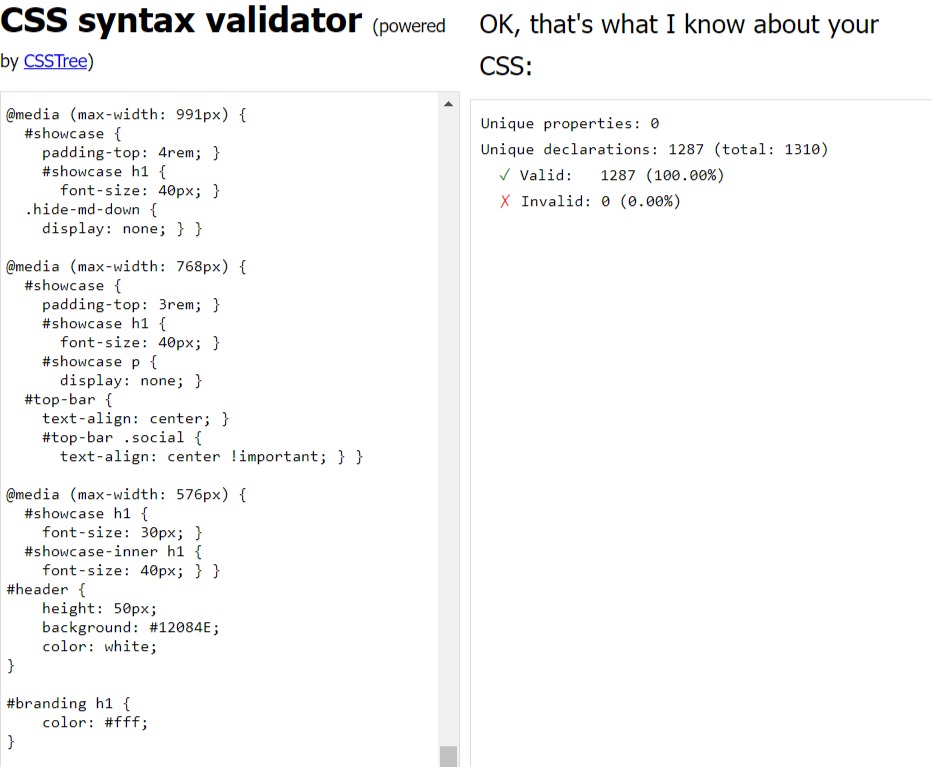 CSS syntax validator (powered
by CSSTree)
@media (max-width: 991px) {
  #showcase {
    padding-top: 4rem; }
    #showcase h1 {
      font-size: 40px; }
  .hide-md-down {
    display: none; } }

@media (max-width: 768px) {
  #showcase {
    padding-top: 3rem; }
    #showcase h1 {
      font-size: 40px; }
    #showcase p {
      display: none; }
  #top-bar {
    text-align: center; }
    #top-bar .social {
      text-align: center !important; } }

@media (max-width: 576px) {
  #showcase h1 {
    font-size: 30px; }
  #showcase-inner h1 {
    font-size: 40px; } }
#header {
    height: 50px;
    background: #12084E;
    color: white;
}

#branding h1 {
    color: #fff;
}
OK, that's what I know about your
CSS:
Unique properties: 0
Unique declarations: 1287 (total: 1310)
✓ Valid:   1287 (100.00%)
✗ Invalid: 0 (0.00%)